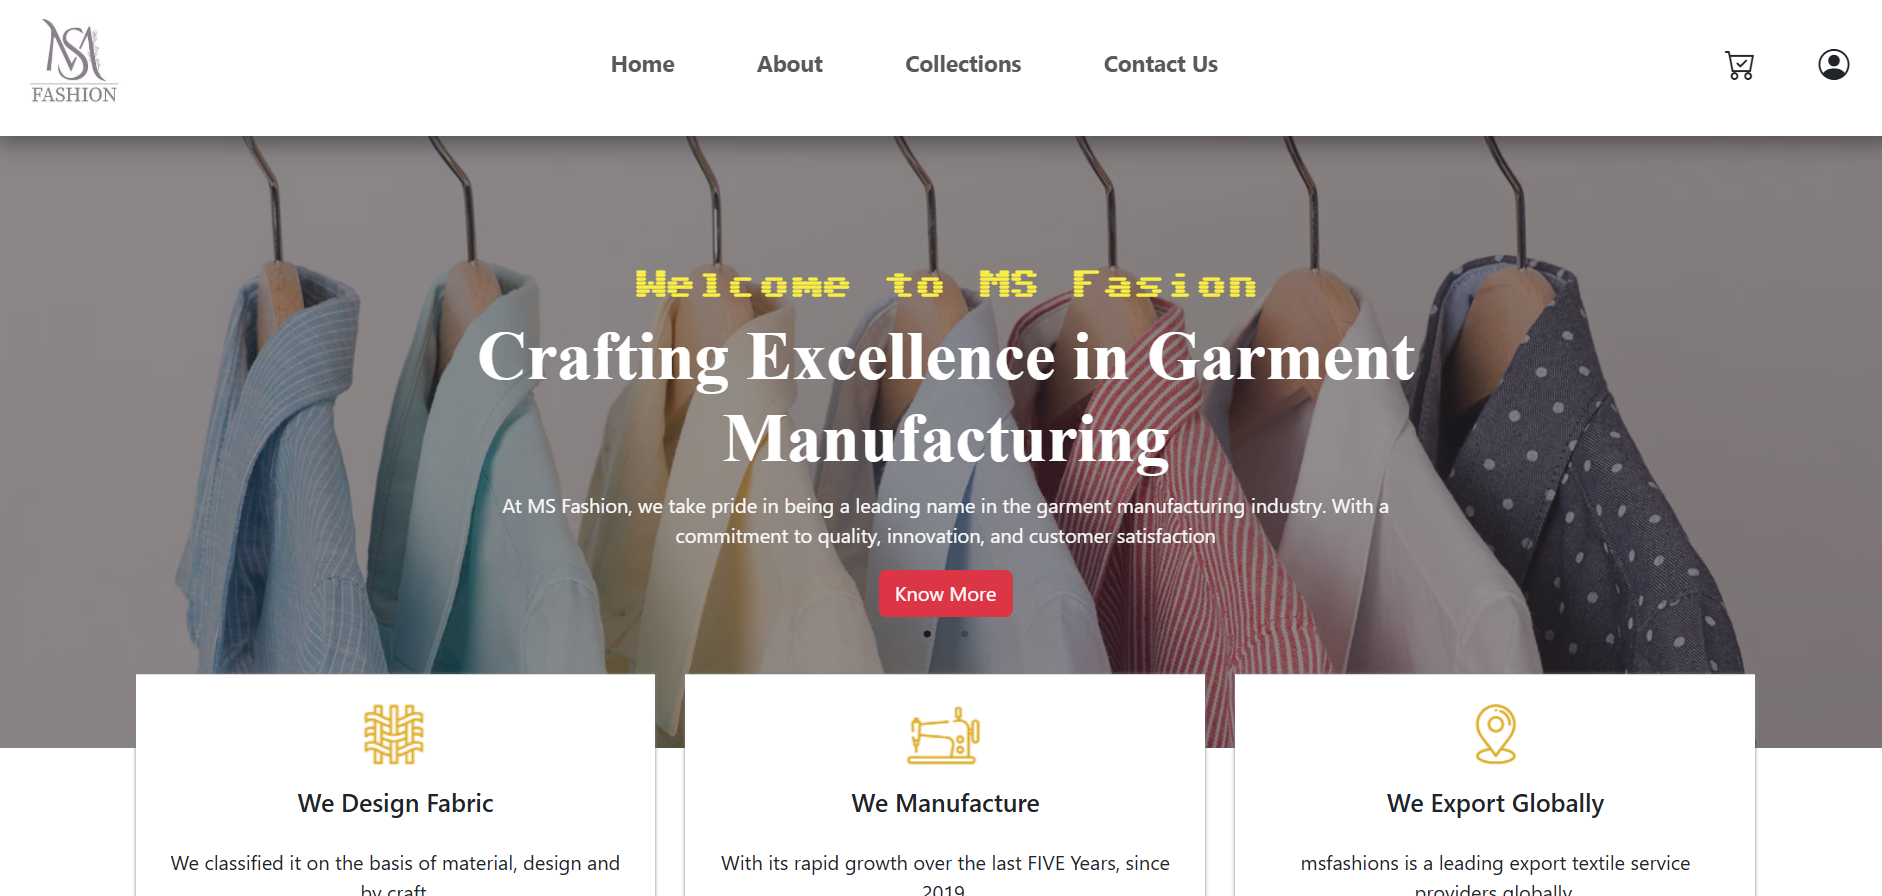 MS
FASHION
Home About Collections Contact Us
Welcome to MS Fasion
Crafting Excellence in Garment
Manufacturing
At MS Fashion, we take pride in being a leading name in the garment manufacturing industry. With a
commitment to quality, innovation, and customer satisfaction
Know More
We Design Fabric
We classified it on the basis of material, design and
by craft
We Manufacture
With its rapid growth over the last FIVE Years, since
2019
We Export Globally
msfashions is a leading export textile service
providers globally